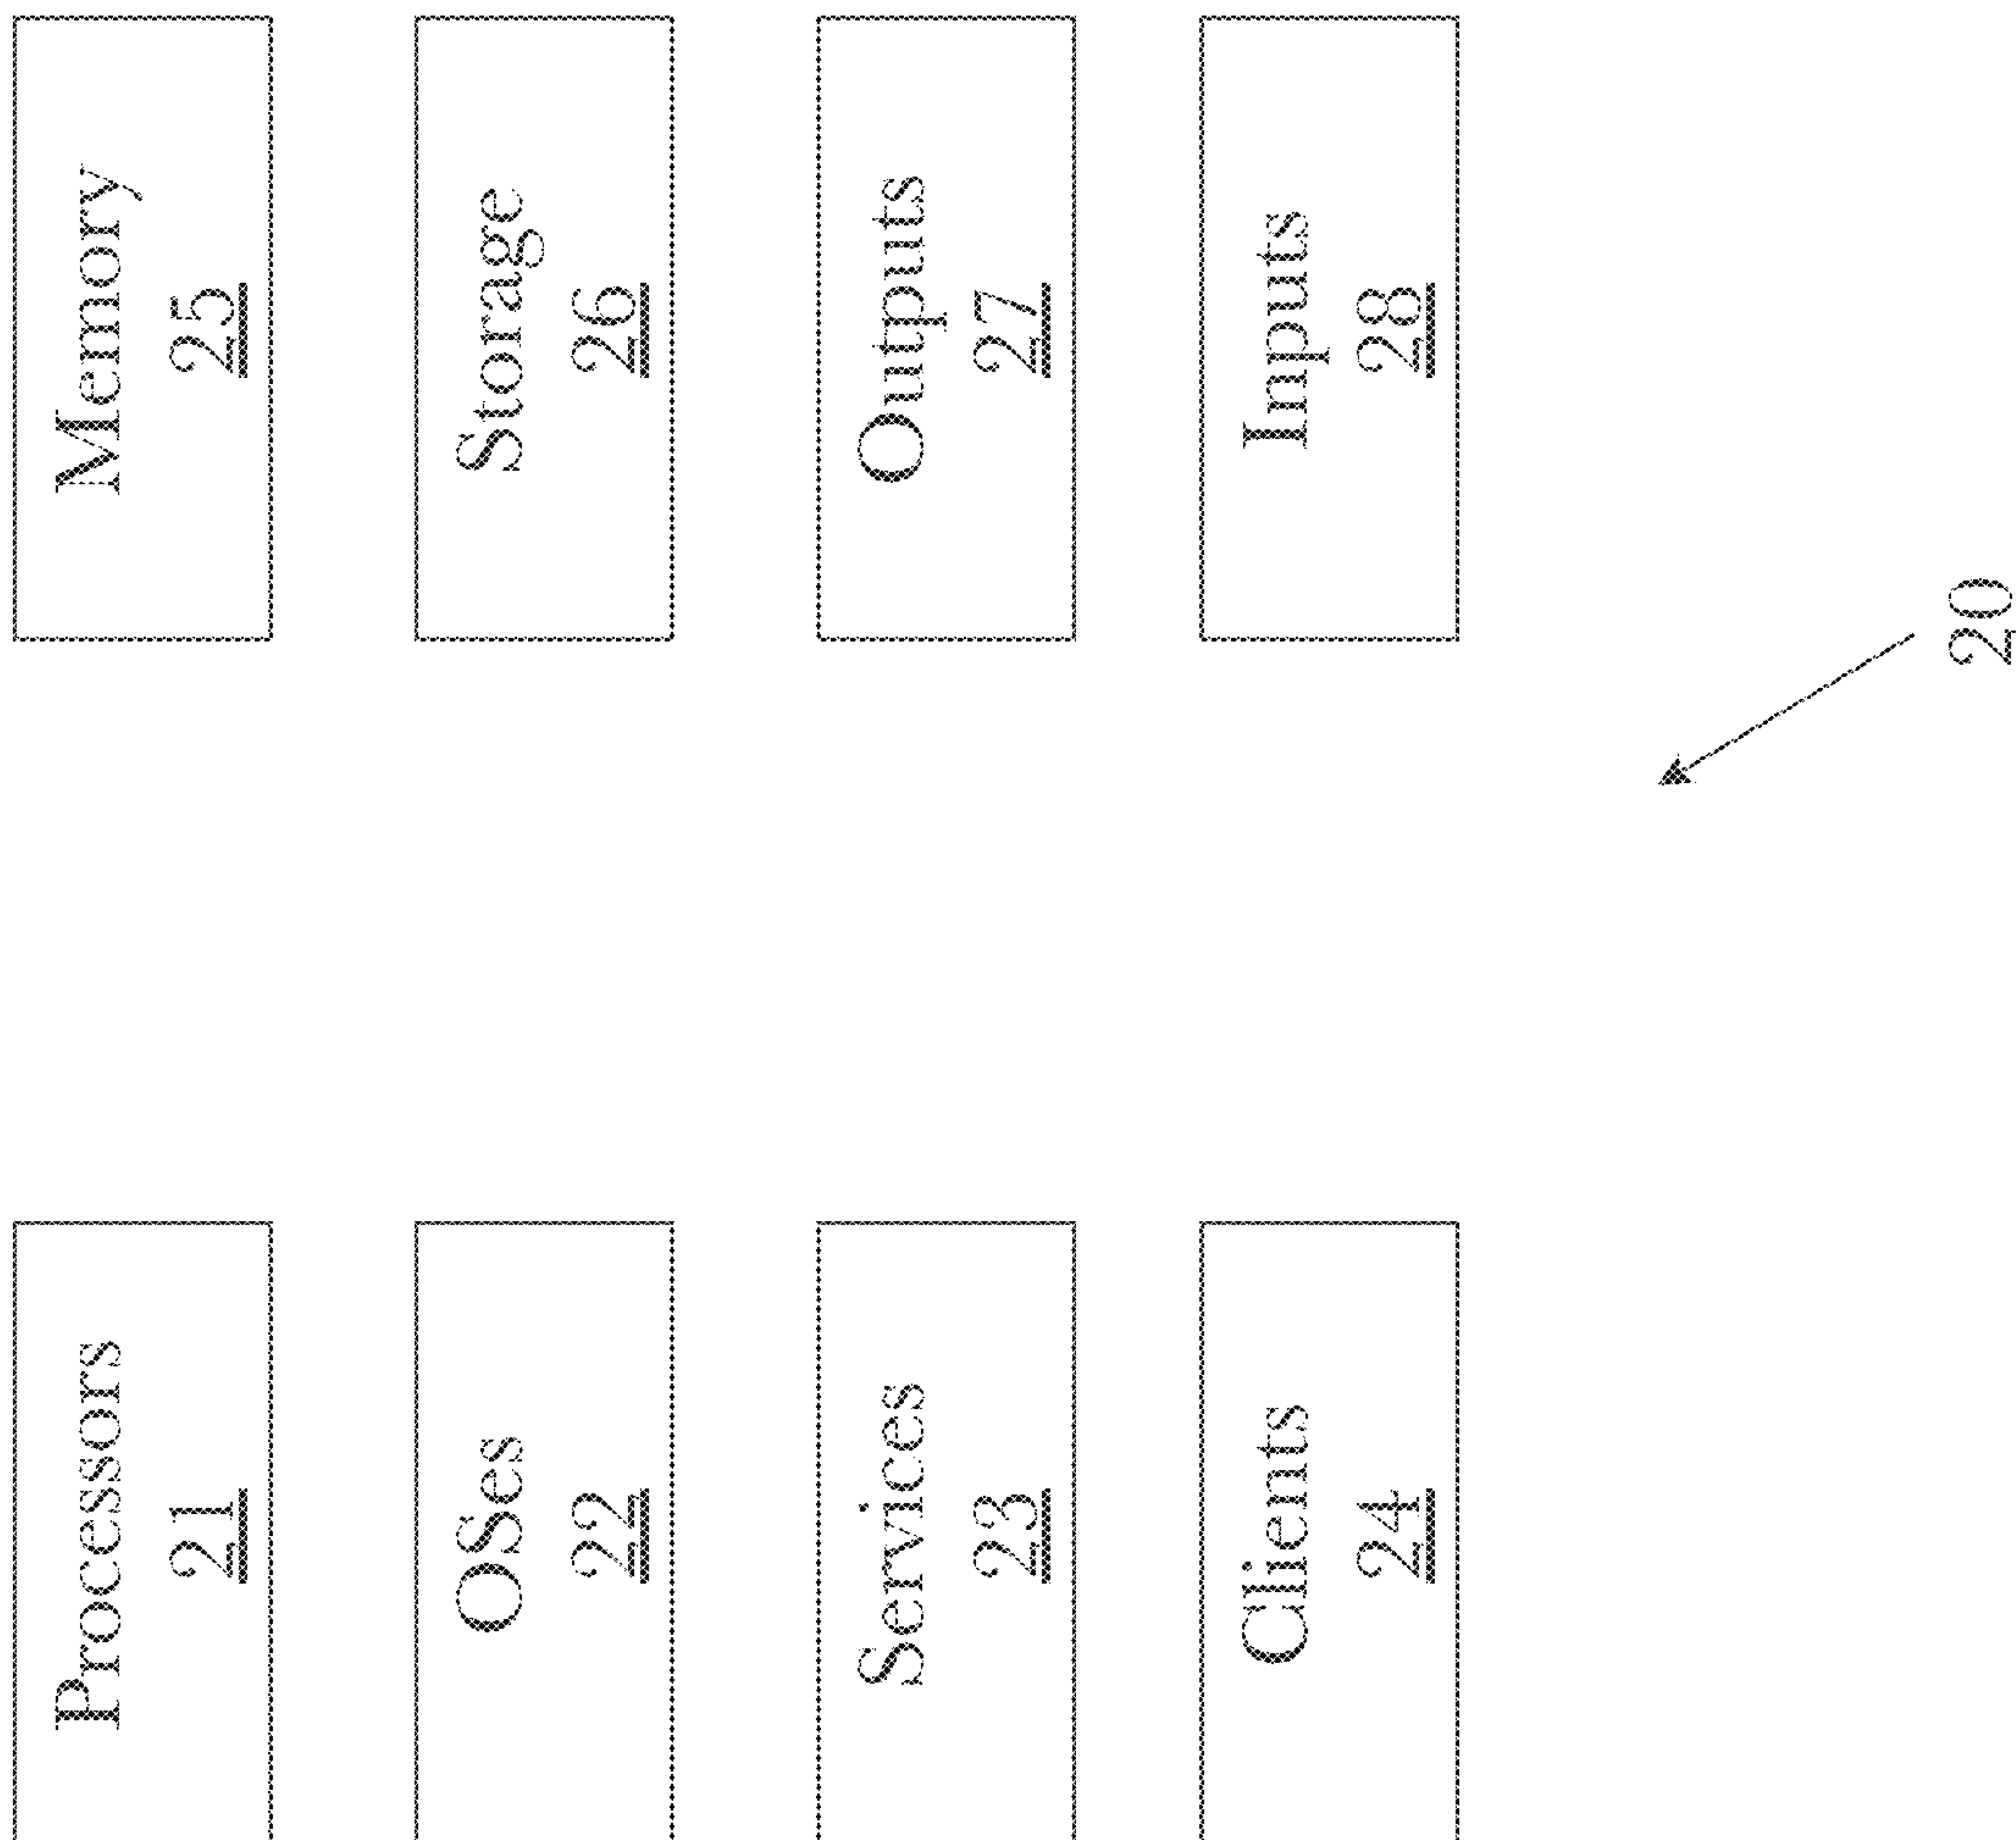 Processors
21
OSes
22
Services
23
Clients
24
Memory
25
Storage
26
Outputs
27
Inputs
28
20